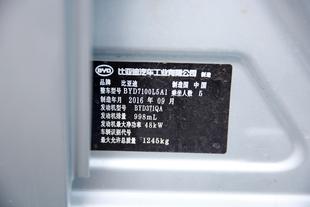 BYD 比亚迪汽车工业有限公司 制造
品牌 比亚迪 制造国 中国
整车型号 BYD7100L5A1 乘坐人数 5
制造年月 2016 年 09 月
发动机型号 BYD371QA
发动机排量 998mL
发动机最大净功率 48kW
车辆识别代号
最大允许总质量 1245kg